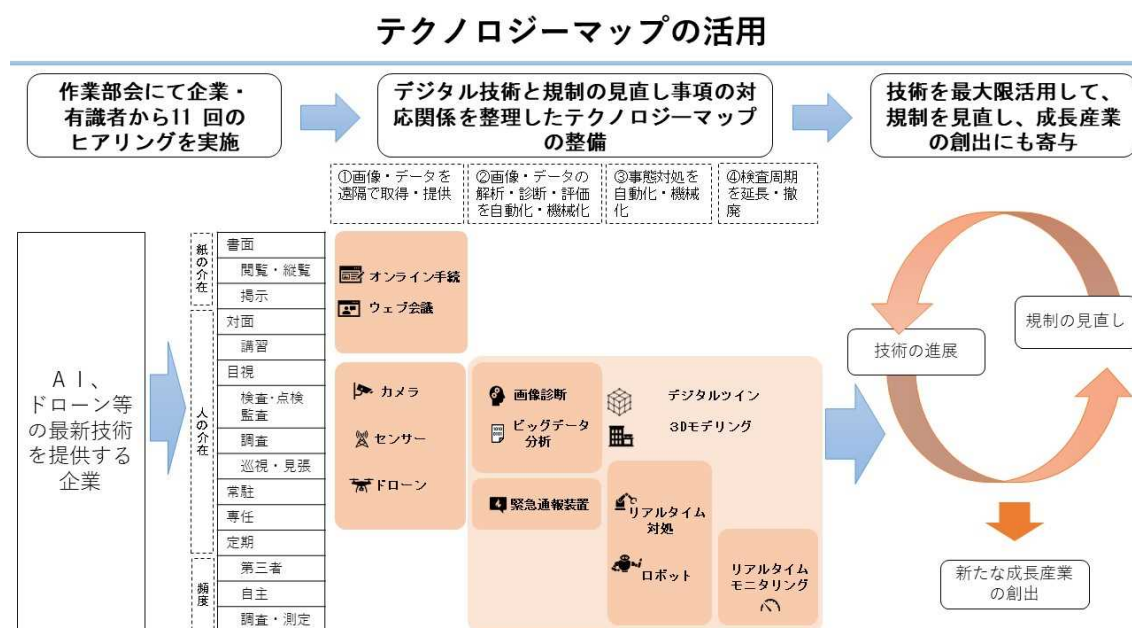 テクノロジーマップの活用
作業部会にて企業・
有識者から11 回の
ヒアリングを実施
デジタル技術と規制の見直し事項の対
応関係を整理したテクノロジーマップ
の整備
技術を最大限活用して、
規制を見直し、成長産業
の創出にも寄与
①画像・データを
遠隔で取得・提供
②画像・データの
解析・診断・評価
を自動化・機械化
③事態対処を
自動化・機械
化
④検査周期
を延長・撤
廃
ＡＩ、
ドローン等
の最新技術
を提供する
企業
紙の介在
人の介在
頻度
書面
閲覧・縦覧
掲示
対面
講習
目視
検査・点検
監査
調査
巡視・見張
常駐
専任
定期
第三者
自主
調査・測定
オンライン手続
ウェブ会議
カメラ
センサー
ドローン
画像診断
ビッグデータ
分析
緊急通報装置
デジタルツイン
3Dモデリング
リアルタイム
対処
ロボット
リアルタイム
モニタリング
規制の見直し
技術の進展
新たな成長産業
の創出